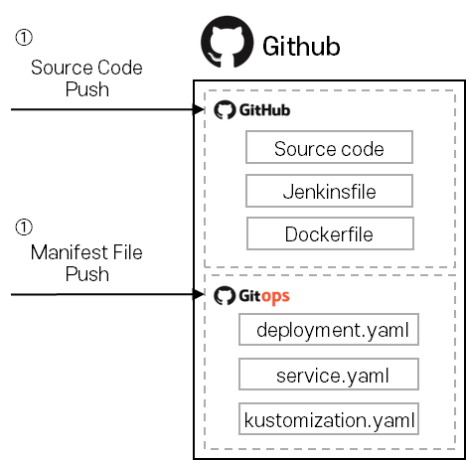 Github
①
Source Code
Push
GitHub
Source code
Jenkinsfile
Dockerfile
①
Manifest File
Push
Gitops
deployment.yaml
service.yaml
kustomization.yaml